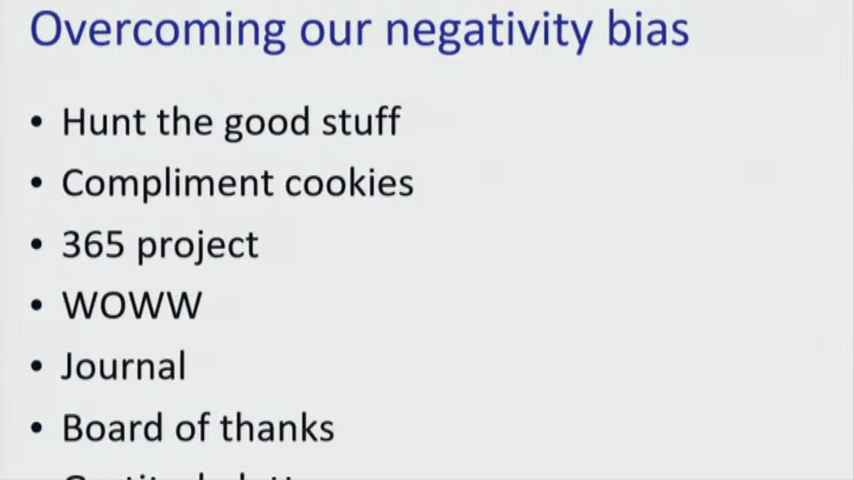 Overcoming our negativity bias
• Hunt the good stuff
• Compliment cookies
• 365 project
• WOWW
• Journal
• Board of thanks